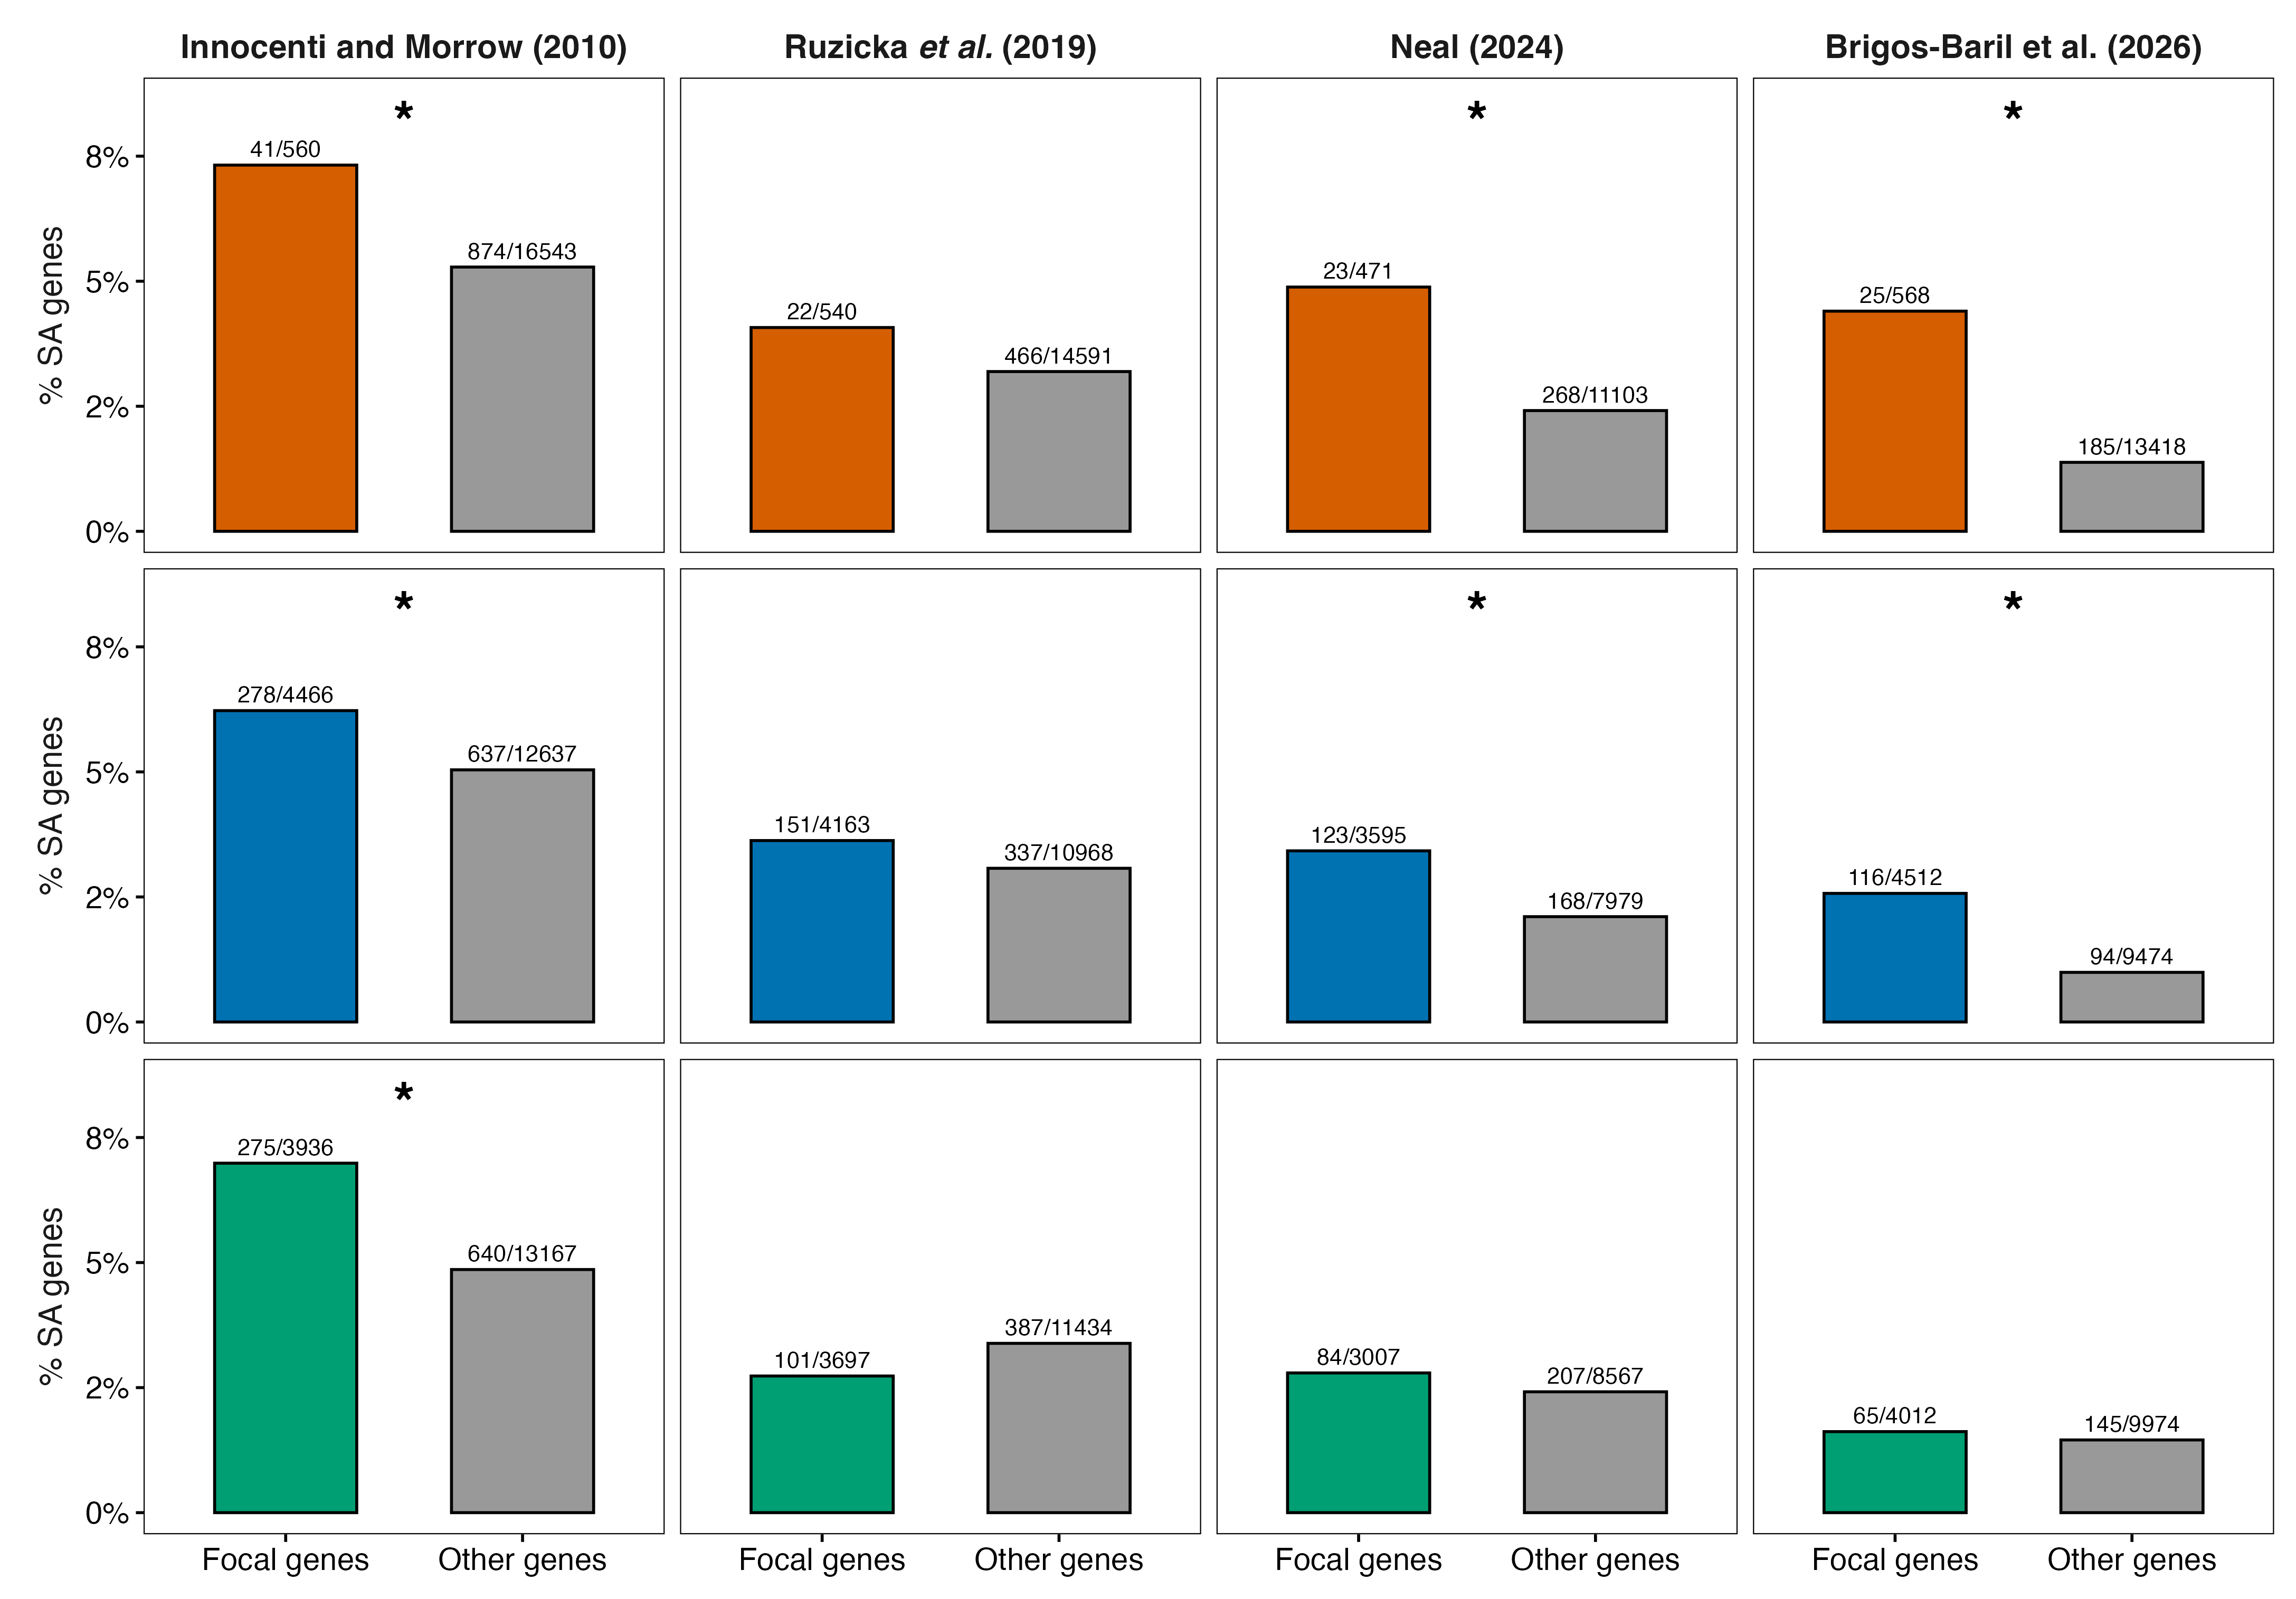 Innocenti and Morrow (2010)
Ruzicka et al. (2019)
Neal (2024)
Brigos-Baril et al. (2026)
% SA genes
8%
5%
2%
0%
*
41/560
874/16543
22/540
466/14591
*
23/471
268/11103
*
25/568
185/13418
% SA genes
8%
5%
2%
0%
*
278/4466
637/12637
151/4163
337/10968
*
123/3595
168/7979
*
116/4512
94/9474
% SA genes
8%
5%
2%
0%
*
275/3936
640/13167
101/3697
387/11434
84/3007
207/8567
65/4012
145/9974
Focal genes
Other genes
Focal genes
Other genes
Focal genes
Other genes
Focal genes
Other genes